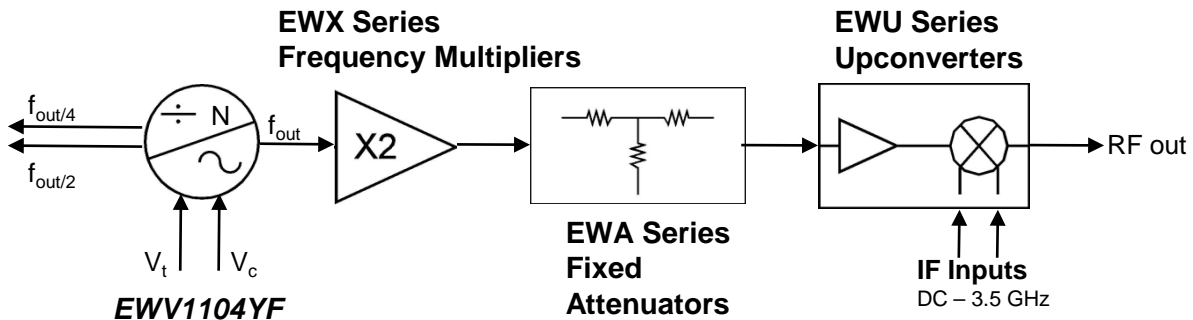 EWX Series
Frequency Multipliers
EWU Series
Upconverters
f_out/4
÷ N
f_out
X2
RF out
f_out/2
V_t
V_c
EWV1104YF
EWA Series
Fixed
Attenuators
IF Inputs
DC – 3.5 GHz